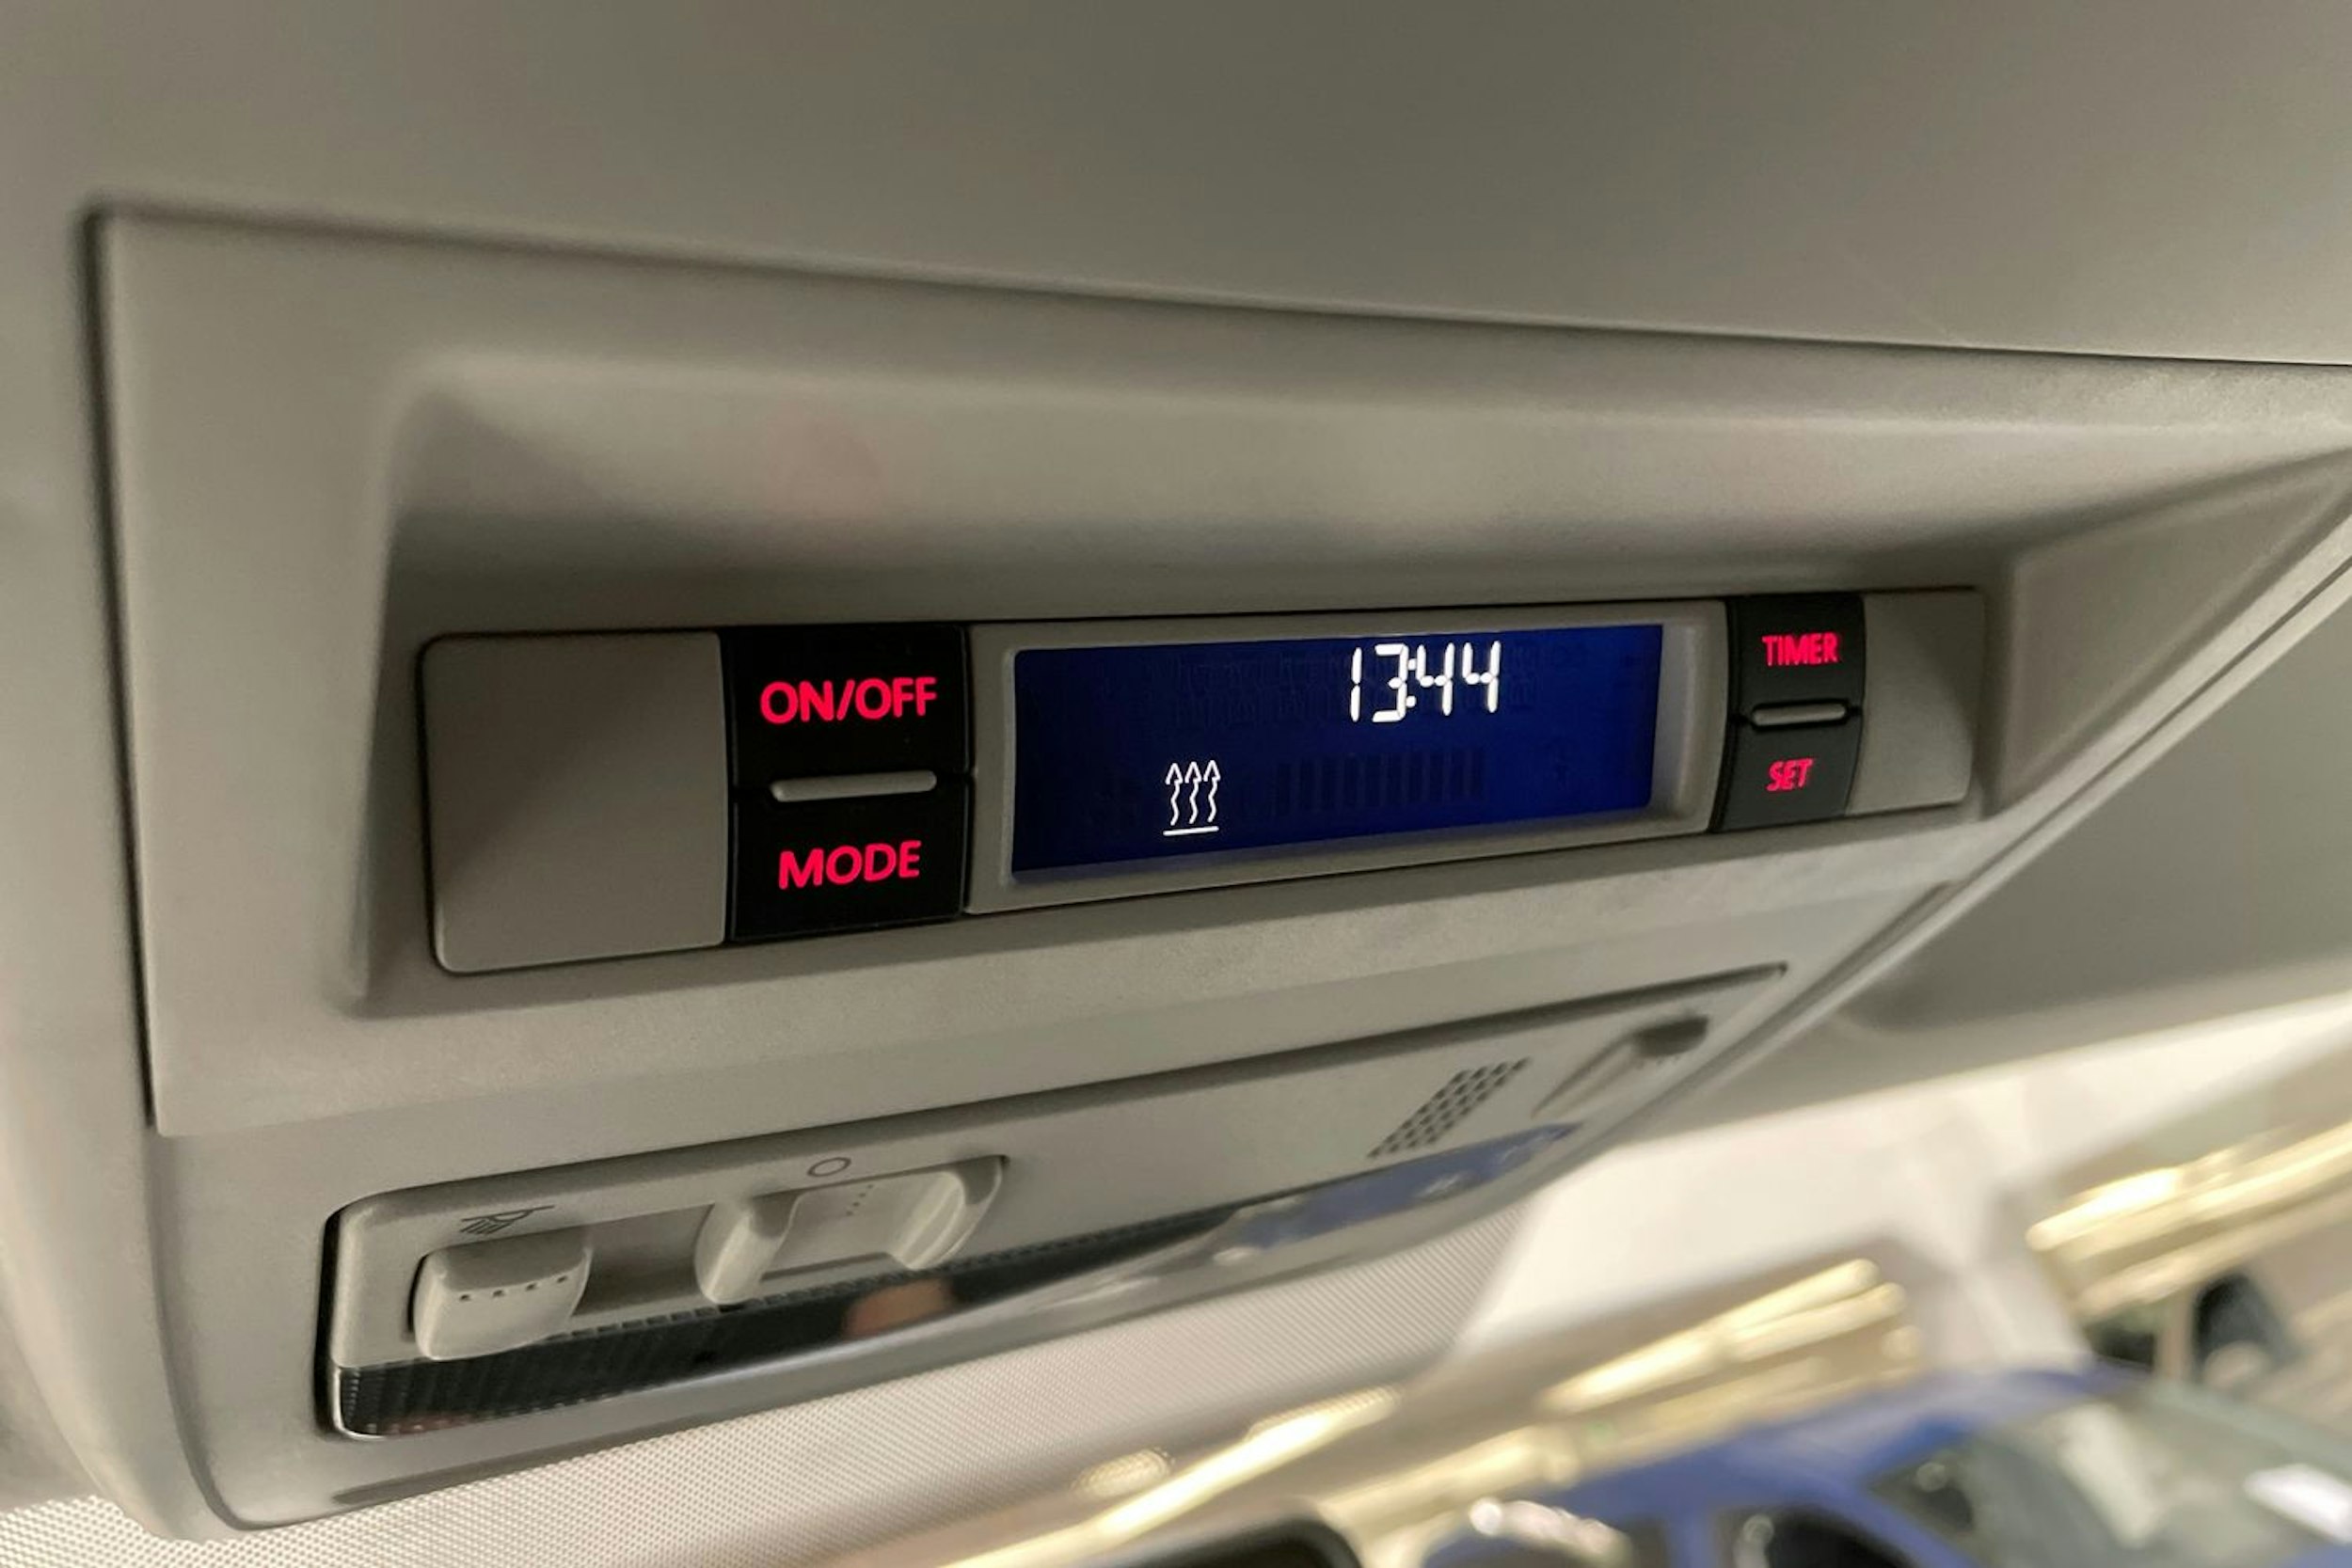 ON/OFF
MODE
13:44
TIMER
SET